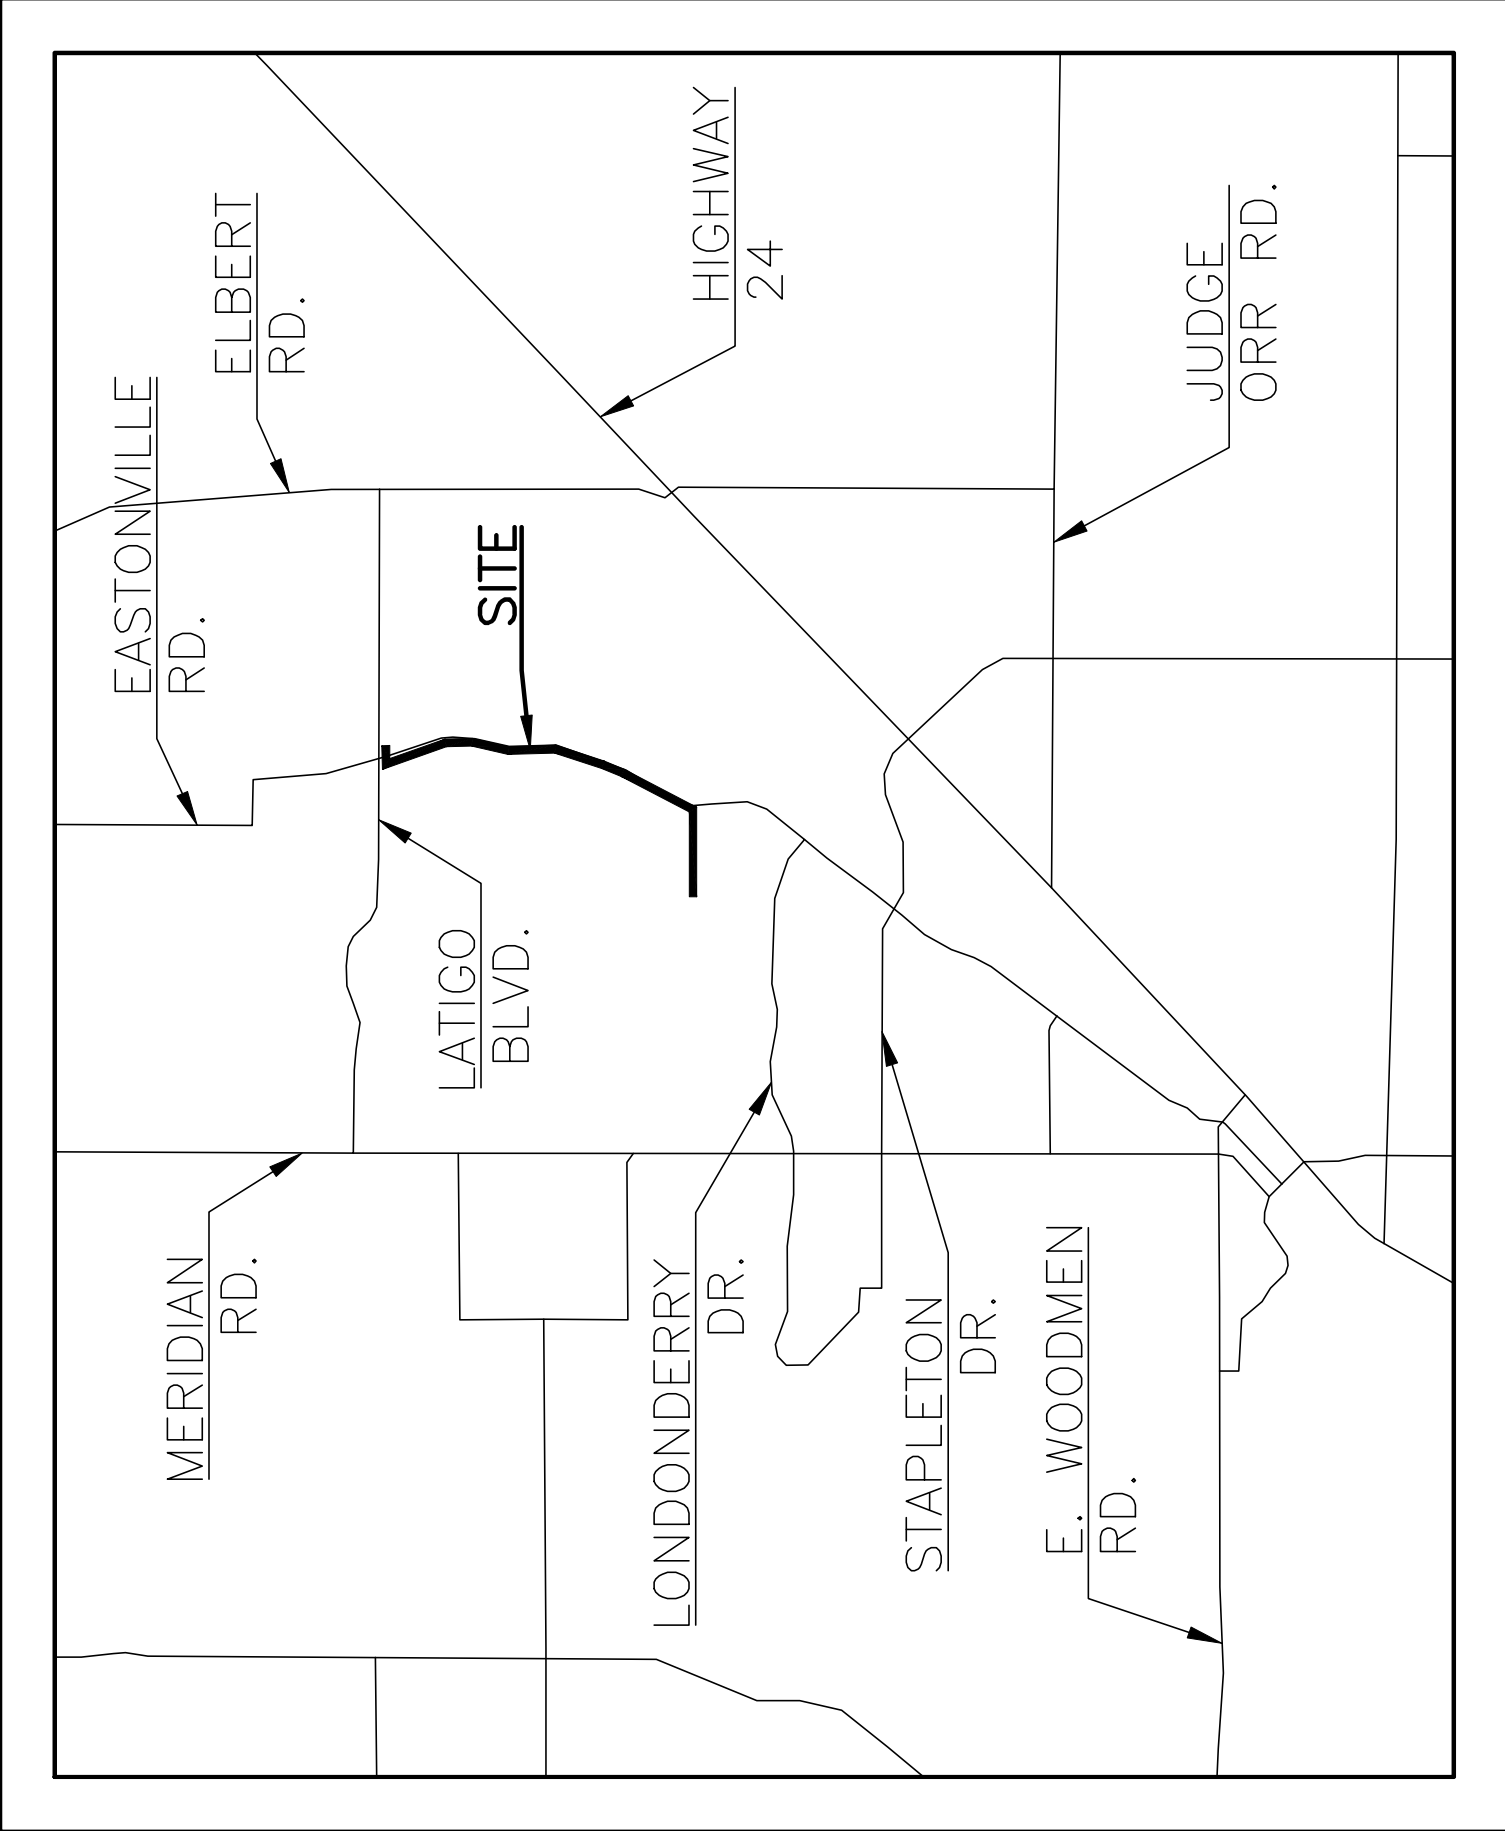 EASTONVILLE
RD.
ELBERT
RD.
HIGHWAY
24
JUDGE
ORR RD.
SITE
LATIGO
BLVD.
MERIDIAN
RD.
LONDONDERRY
DR.
STAPLETON
DR.
E. WOODMEN
RD.